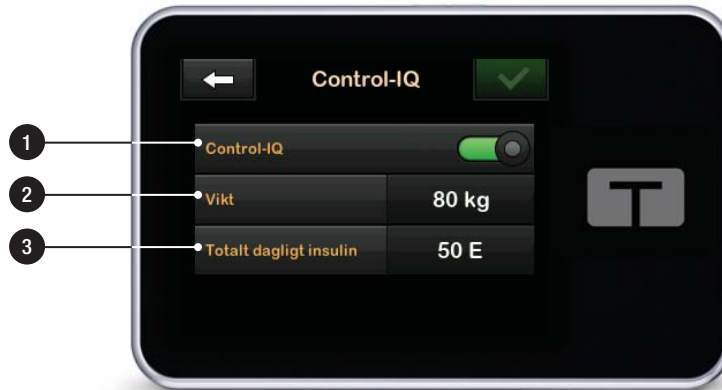 Control-IQ
1
Control-IQ
2
Vikt
80 kg
3
Totalt dagligt insulin
50 E
T